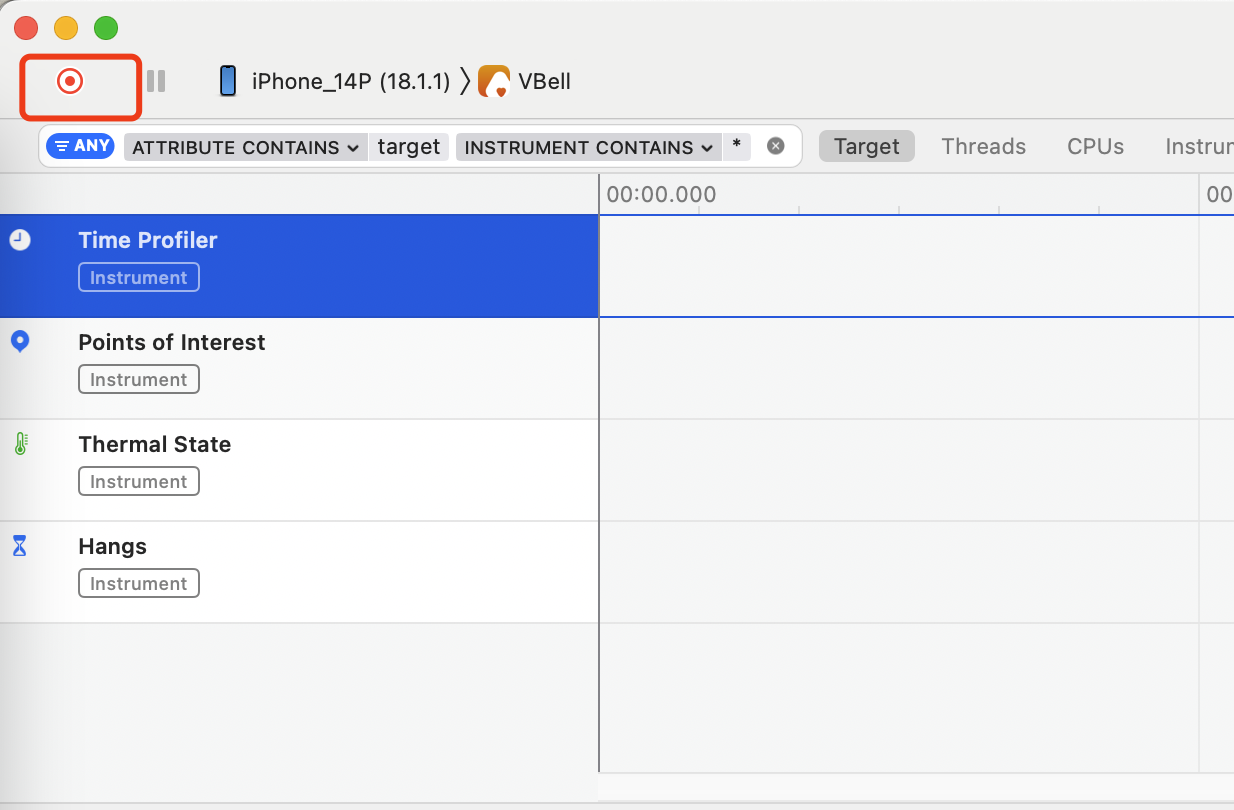 iPhone_14P (18.1.1) 〉 VBell
ANY ATTRIBUTE CONTAINS target INSTRUMENT CONTAINS * Target Threads CPUs Instrur
00:00.000 00
Time Profiler
Instrument
Points of Interest
Instrument
Thermal State
Instrument
Hangs
Instrument